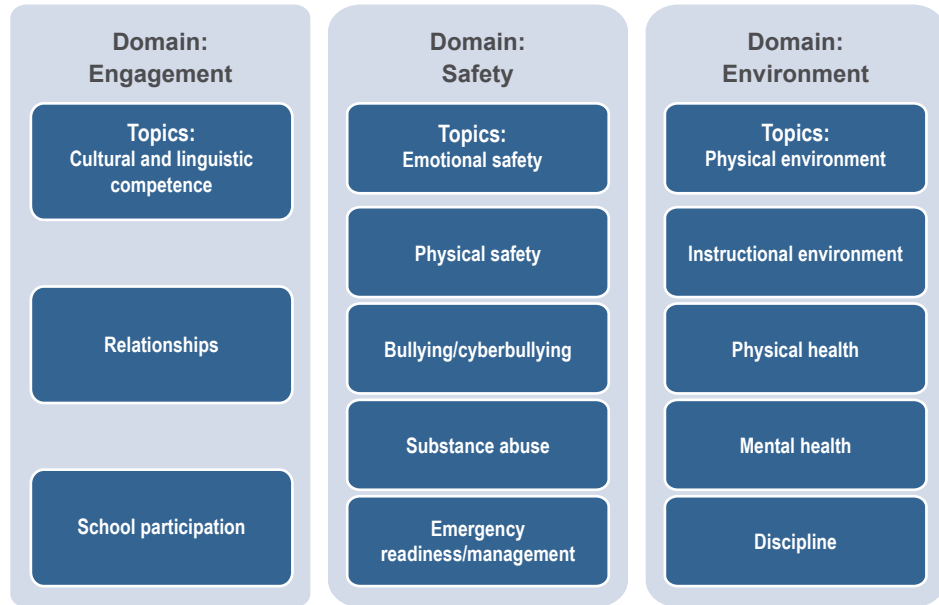 Domain:
Engagement
Topics:
Cultural and linguistic
competence
Relationships
School participation
Domain:
Safety
Topics:
Emotional safety
Physical safety
Bullying/cyberbullying
Substance abuse
Emergency
readiness/management
Domain:
Environment
Topics:
Physical environment
Instructional environment
Physical health
Mental health
Discipline